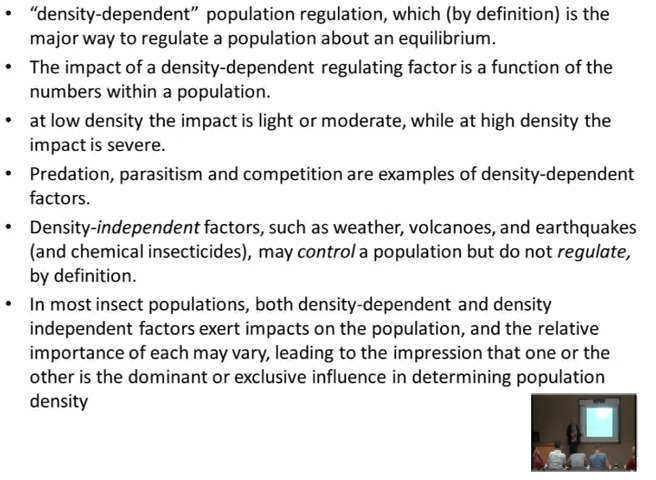 • “density-dependent” population regulation, which (by definition) is the
major way to regulate a population about an equilibrium.
• The impact of a density-dependent regulating factor is a function of the
numbers within a population.
• at low density the impact is light or moderate, while at high density the
impact is severe.
• Predation, parasitism and competition are examples of density-dependent
factors.
• Density-independent factors, such as weather, volcanoes, and earthquakes
(and chemical insecticides), may control a population but do not regulate,
by definition.
• In most insect populations, both density-dependent and density
independent factors exert impacts on the population, and the relative
importance of each may vary, leading to the impression that one or the
other is the dominant or exclusive influence in determining population
density